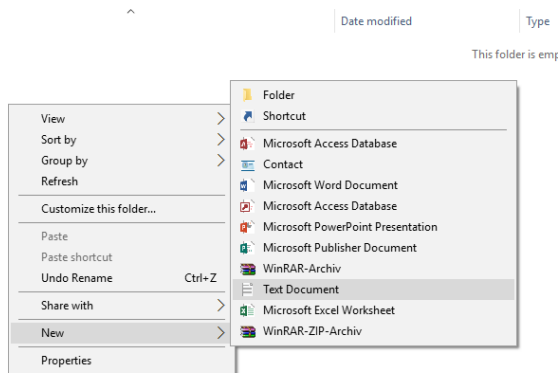 Date modified
Type
This folder is emp
View
Sort by
Group by
Refresh
Customize this folder...
Paste
Paste shortcut
Undo Rename Ctrl+Z
Share with
New
Properties
Folder
Shortcut
Microsoft Access Database
Contact
Microsoft Word Document
Microsoft Access Database
Microsoft PowerPoint Presentation
Microsoft Publisher Document
WinRAR-Archiv
Text Document
Microsoft Excel Worksheet
WinRAR-ZIP-Archiv